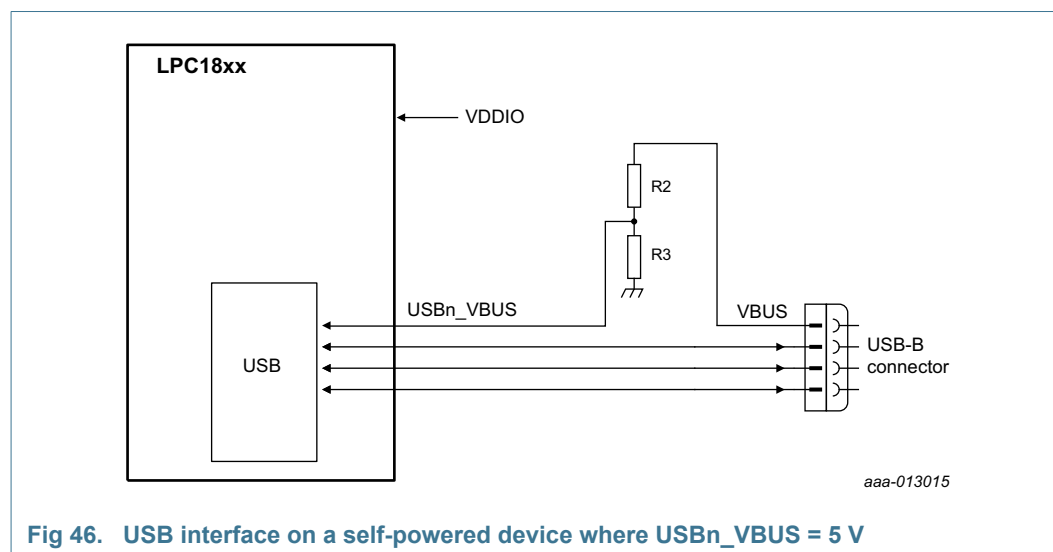 LPC18xx
VDDIO
R2
R3
USBn_VBUS
VBUS
USB
USB-B
connector
aaa-013015
Fig 46. USB interface on a self-powered device where USBn_VBUS = 5 V